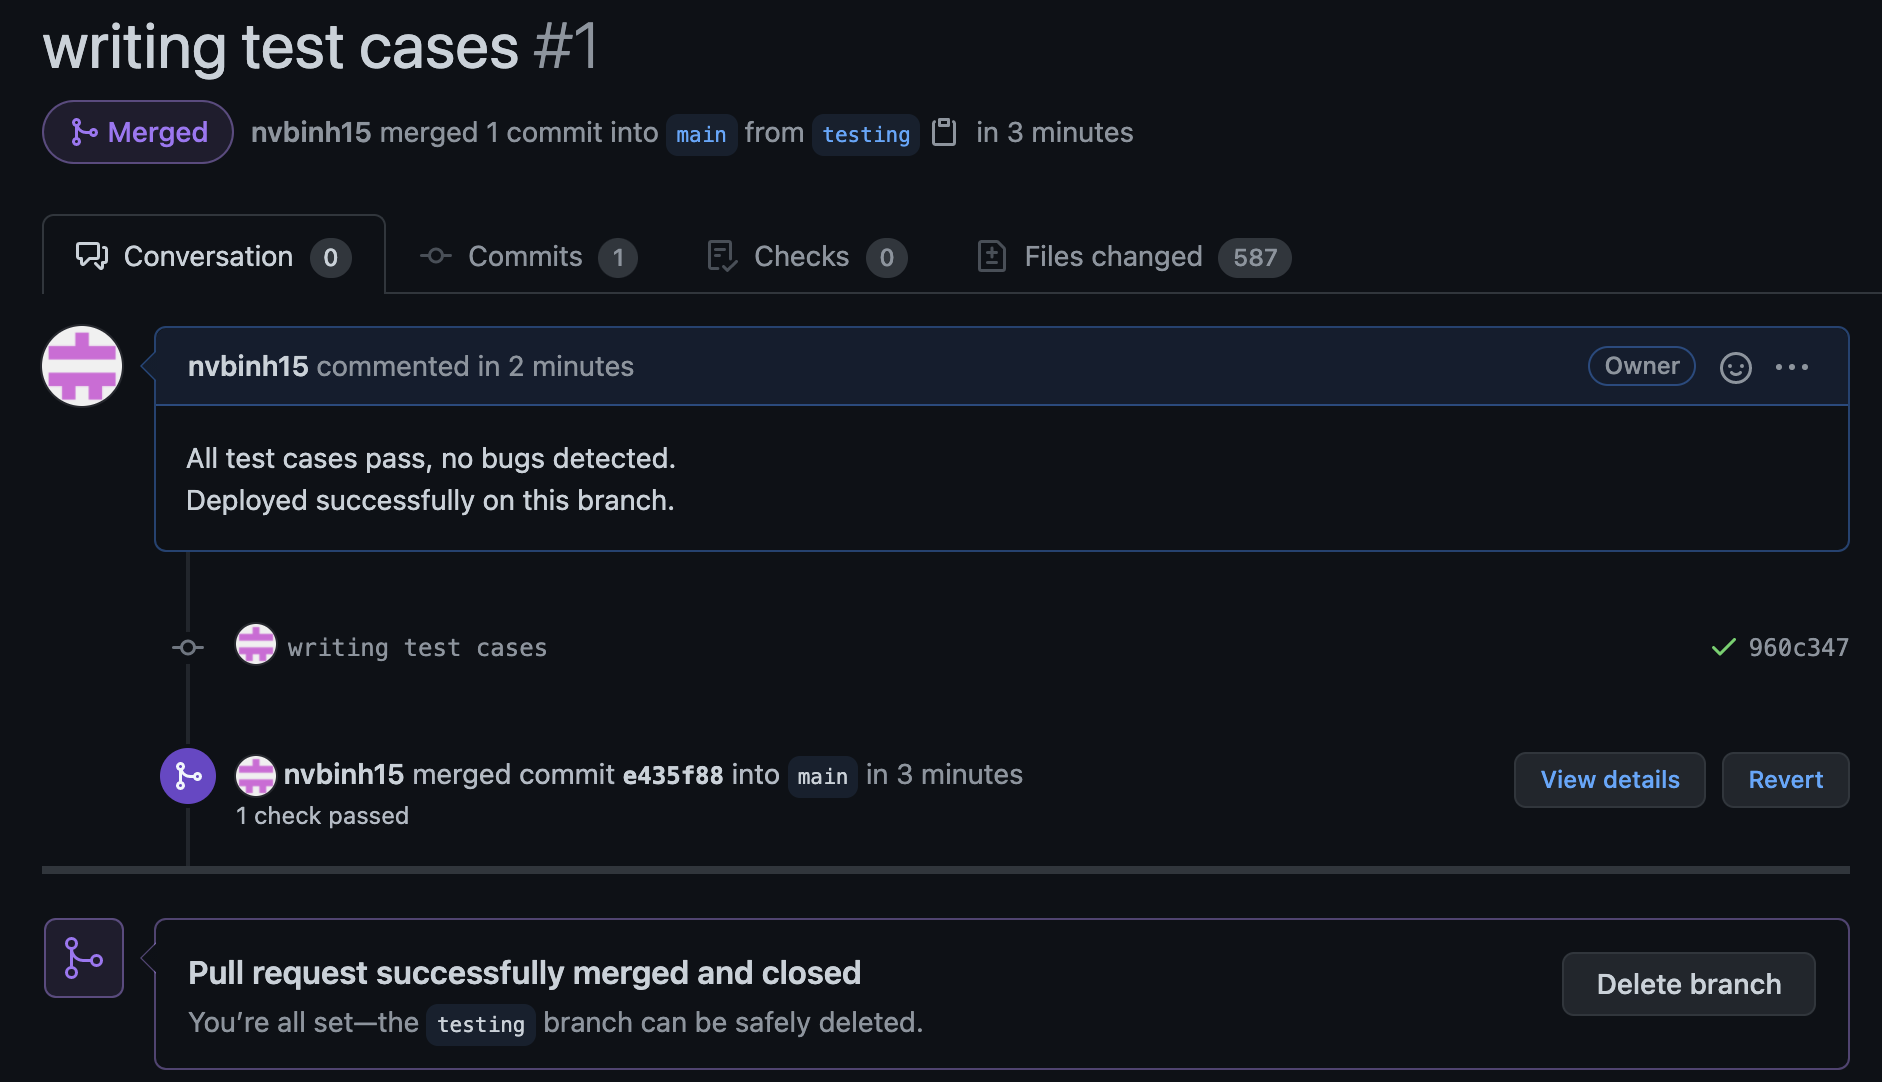 writing test cases #1
Merged nvbinh15 merged 1 commit into main from testing in 3 minutes
Conversation 0 Commits 1 Checks 0 Files changed 587
nvbinh15 commented in 2 minutes Owner
All test cases pass, no bugs detected.
Deployed successfully on this branch.
writing test cases 960c347
nvbinh15 merged commit e435f88 into main in 3 minutes View details Revert
1 check passed
Pull request successfully merged and closed
You’re all set—the testing branch can be safely deleted.
Delete branch